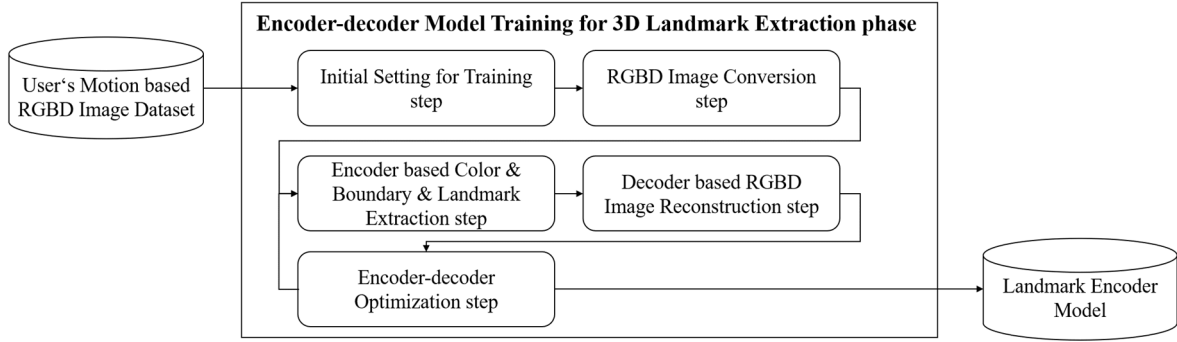 Encoder-decoder Model Training for 3D Landmark Extraction phase
User‘s Motion based
RGBD Image Dataset
Initial Setting for Training
step
RGBD Image Conversion
step
Encoder based Color &
Boundary & Landmark
Extraction step
Decoder based RGBD
Image Reconstruction step
Encoder-decoder
Optimization step
Landmark Encoder
Model